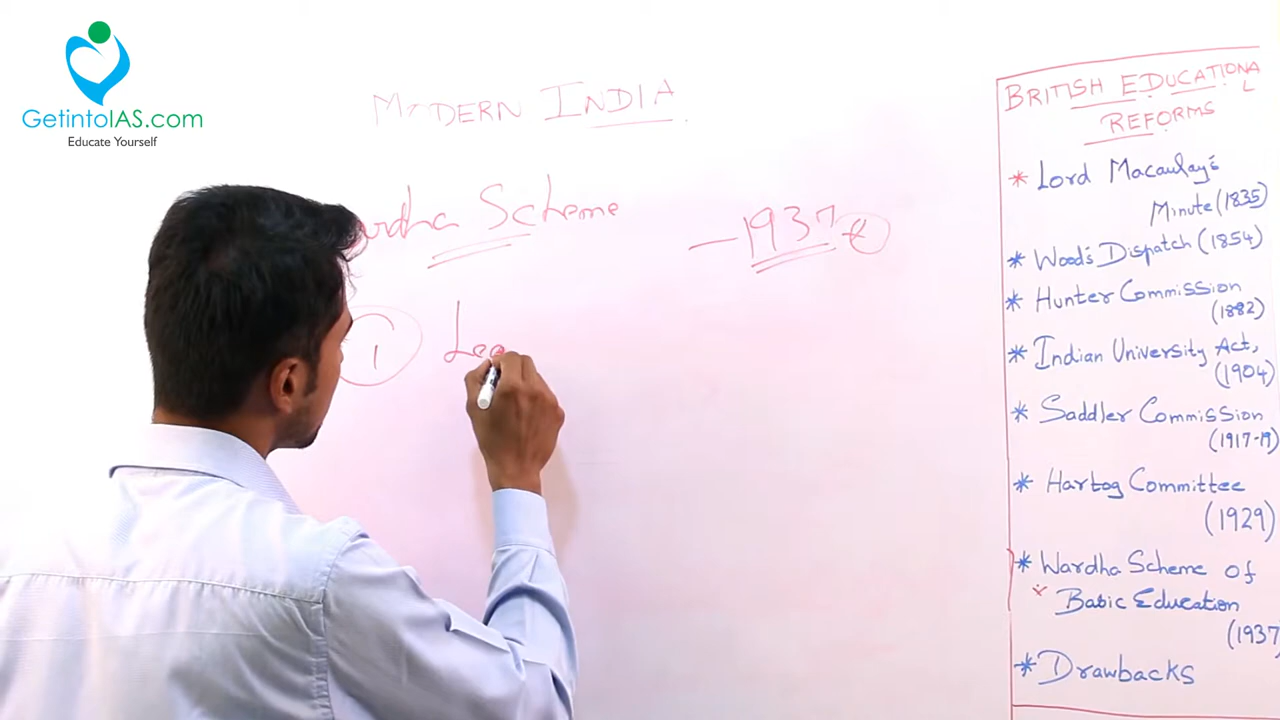 GetintoIAS.com
Educate Yourself
MODERN INDIA
Scheme
- 1937
1
BRITISH EDUCATIONAL
REFORMS
* Lord Macaulay's
Minute (1835)
* Wood's Dispatch (1854)
* Hunter Commission
(1882)
* Indian University Act,
(1904)
* Saddler Commission
(1917-19)
* Hartog Committee
(1929)
* Wardha Scheme of
Basic Education
(1937)
* Drawbacks